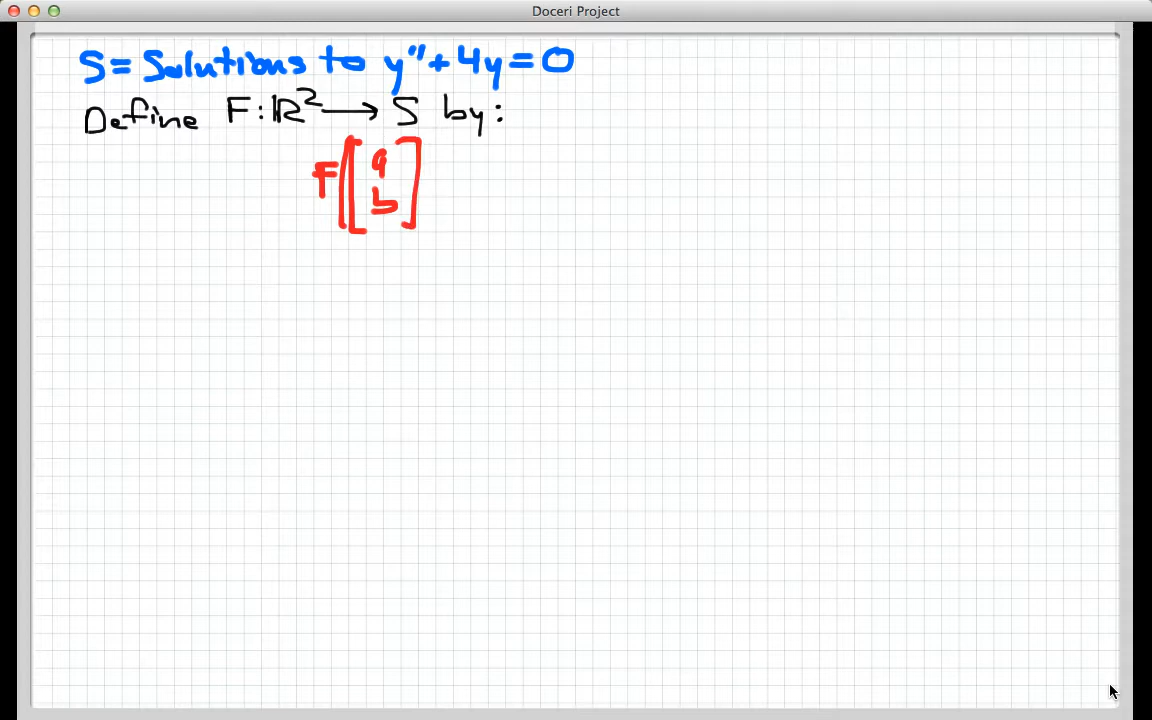 Doceri Project
S = Solutions to y" + 4y = 0
Define F: ℝ² → S by:
F([a
b]